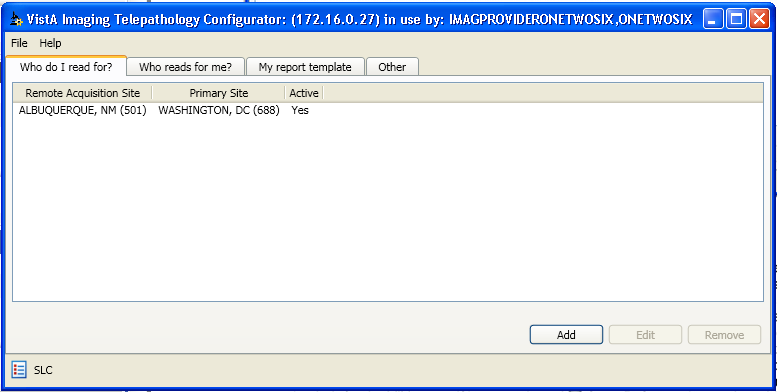 VistA Imaging Telepathology Configurator: (172.16.0.27) in use by: IMAGPROVIDERONETWOSIX,ONETWOSIX
File Help
Who do I read for? Who reads for me? My report template Other
Remote Acquisition Site Primary Site Active
ALBUQUERQUE, NM (501) WASHINGTON, DC (688) Yes
Add Edit Remove
SLC